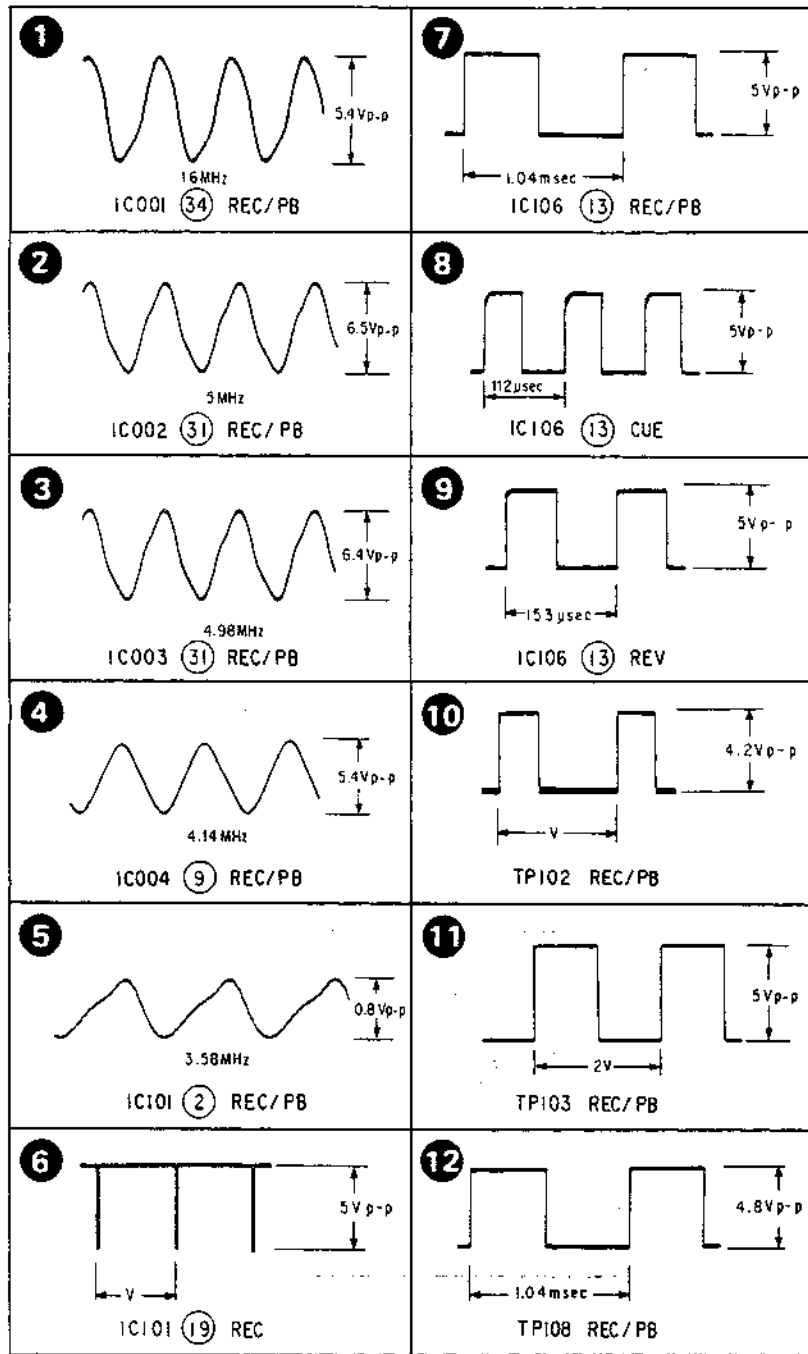 1
5.4Vp-p
16MHz
IC001 34 REC/PB
2
6.5Vp-p
5MHz
IC002 31 REC/PB
3
6.4Vp-p
4.98MHz
IC003 31 REC/PB
4
5.4Vp-p
4.14MHz
IC004 9 REC/PB
5
0.8Vp-p
3.58MHz
IC101 2 REC/PB
6
5Vp-p
V
IC101 19 REC
7
5Vp-p
1.04msec
IC106 13 REC/PB
8
5Vp-p
112µsec
IC106 13 CUE
9
5Vp-p
153µsec
IC106 13 REV
10
4.2Vp-p
V
TP102 REC/PB
11
5Vp-p
2V
TP103 REC/PB
12
4.8Vp-p
1.04msec
TP108 REC/PB